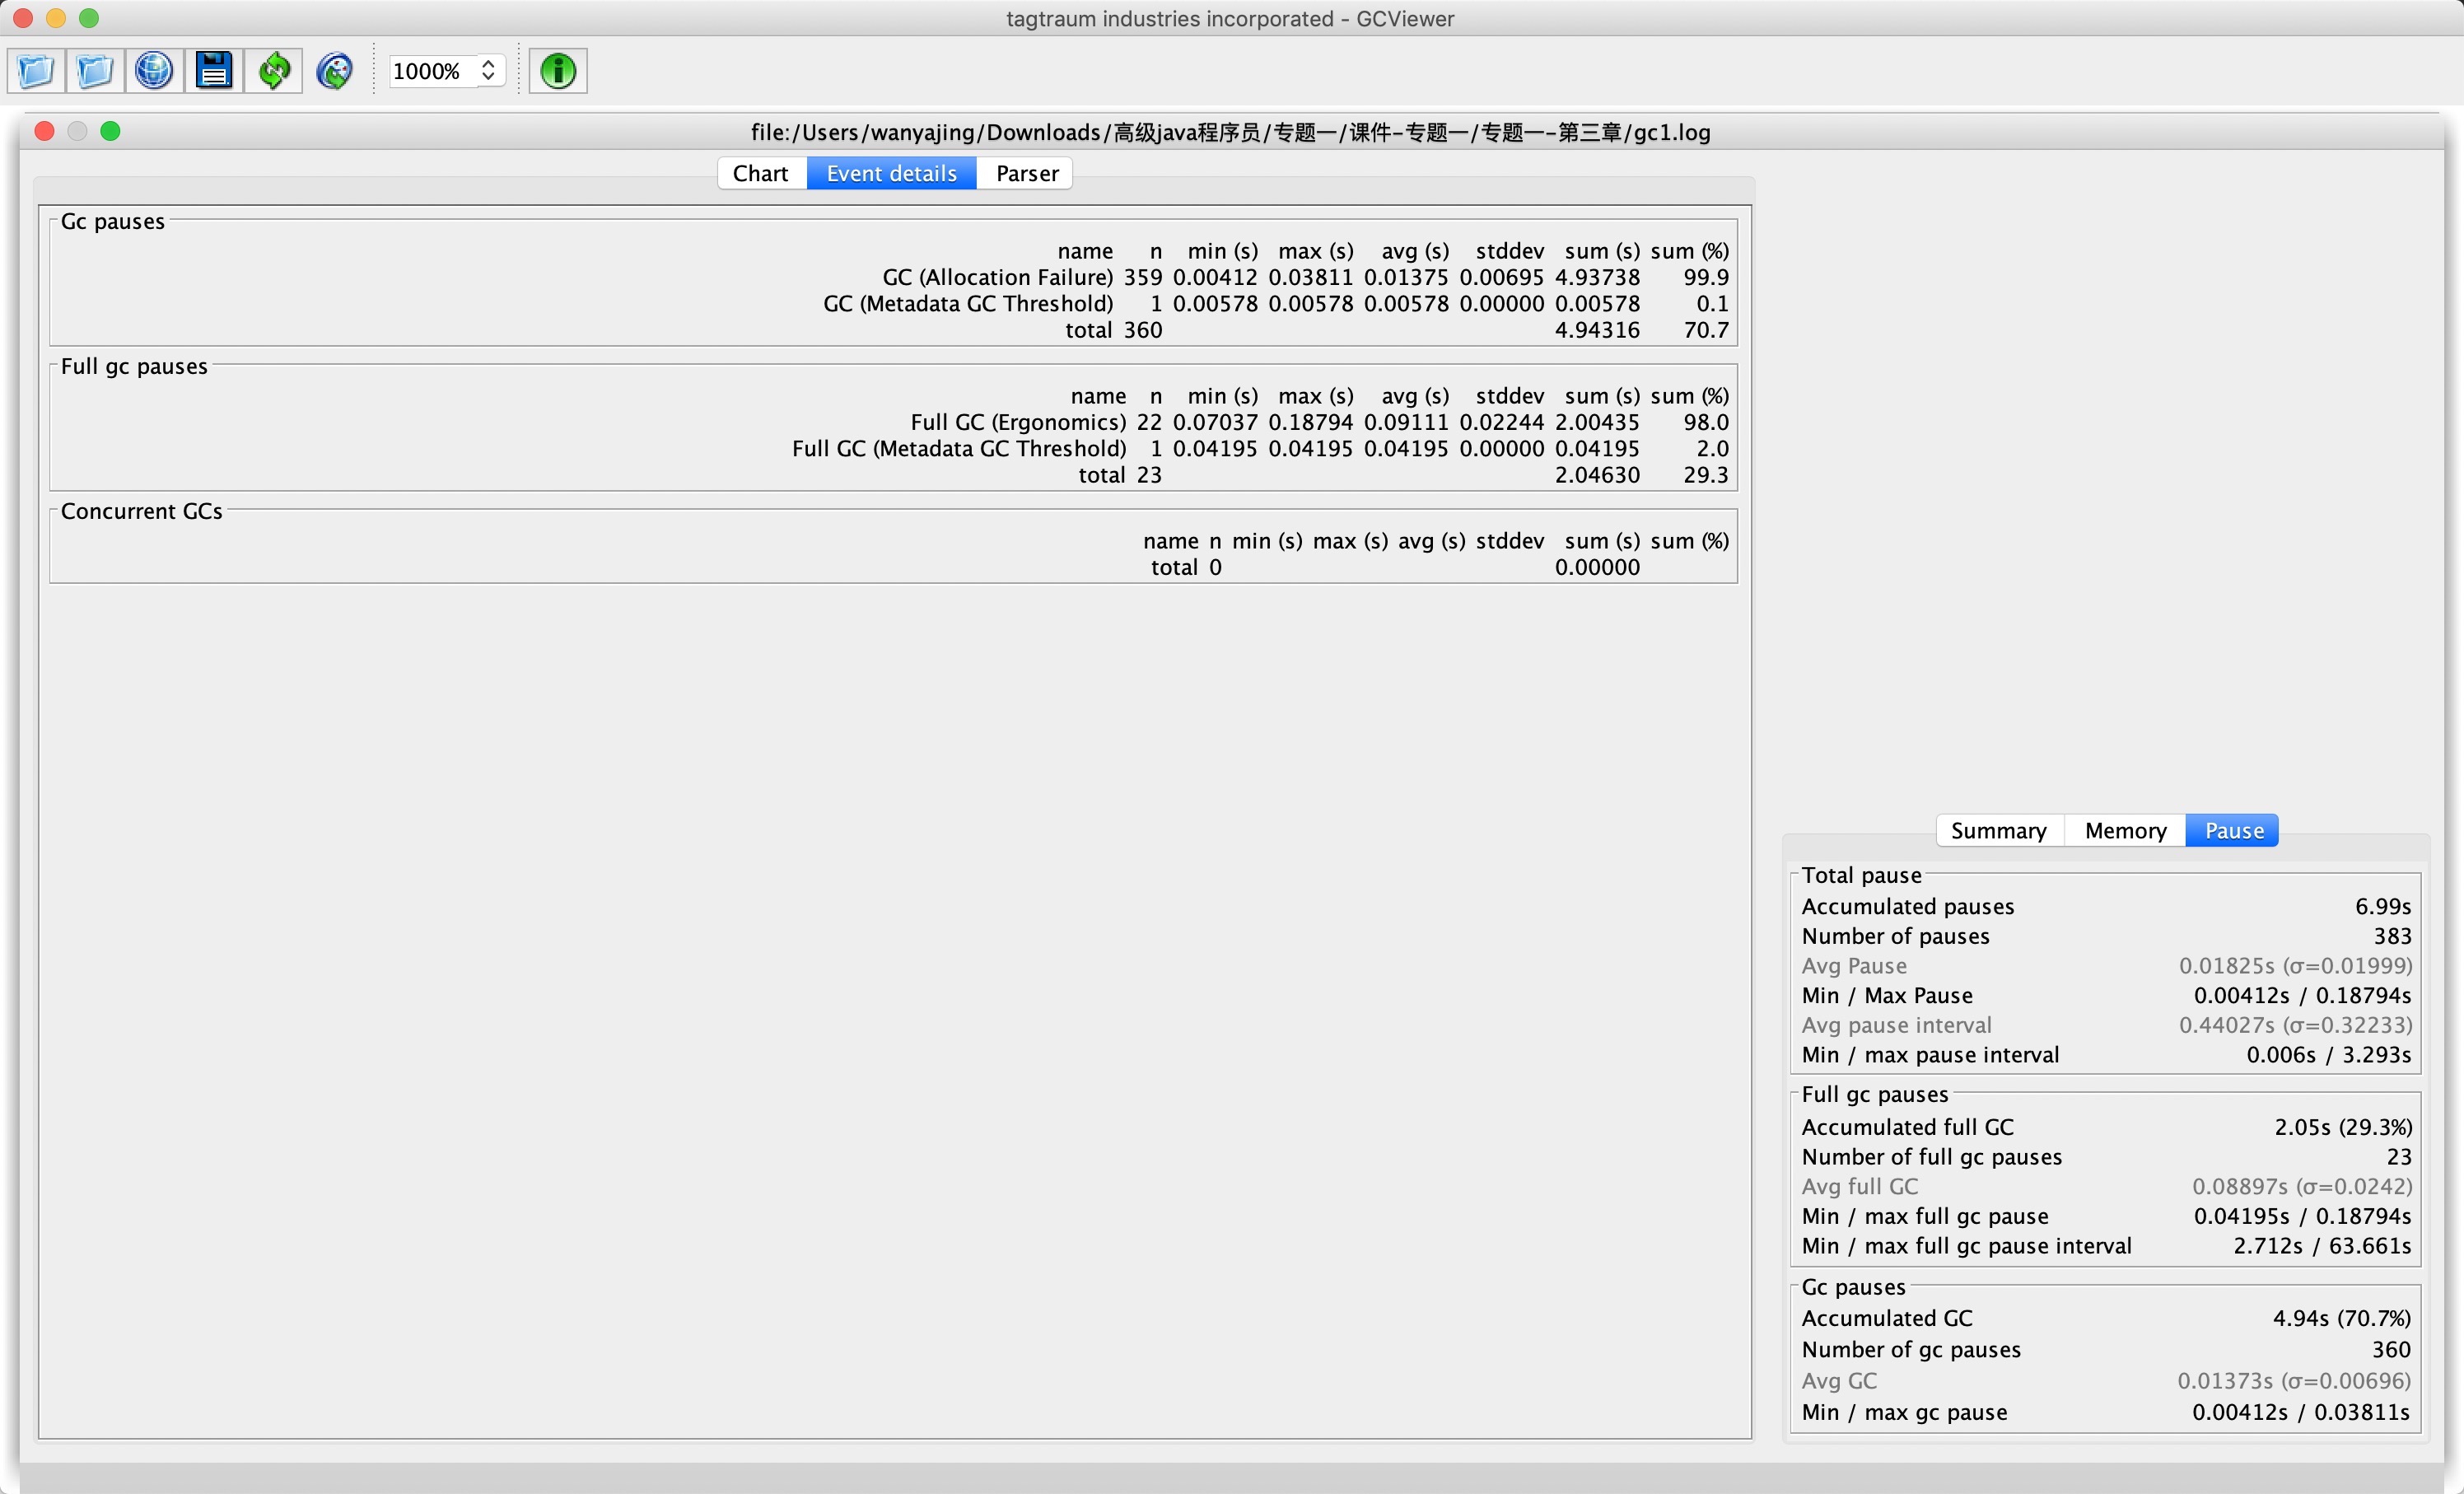 tagtraum industries incorporated - GCViewer
1000%
file:/Users/wanyajing/Downloads/高级java程序员/专题一/课件-专题一/专题一-第三章/gc1.log
Chart Event details Parser
Gc pauses
name n min (s) max (s) avg (s) stddev sum (s) sum (%)
GC (Allocation Failure) 359 0.00412 0.03811 0.01375 0.00695 4.93738 99.9
GC (Metadata GC Threshold) 1 0.00578 0.00578 0.00578 0.00000 0.00578 0.1
total 360 4.94316 70.7
Full gc pauses
name n min (s) max (s) avg (s) stddev sum (s) sum (%)
Full GC (Ergonomics) 22 0.07037 0.18794 0.09111 0.02244 2.00435 98.0
Full GC (Metadata GC Threshold) 1 0.04195 0.04195 0.04195 0.00000 0.04195 2.0
total 23 2.04630 29.3
Concurrent GCs
name n min (s) max (s) avg (s) stddev sum (s) sum (%)
total 0 0.00000
Summary Memory Pause
Total pause
Accumulated pauses 6.99s
Number of pauses 383
Avg Pause 0.01825s (σ=0.01999)
Min / Max Pause 0.00412s / 0.18794s
Avg pause interval 0.44027s (σ=0.32233)
Min / max pause interval 0.006s / 3.293s
Full gc pauses
Accumulated full GC 2.05s (29.3%)
Number of full gc pauses 23
Avg full GC 0.08897s (σ=0.0242)
Min / max full gc pause 0.04195s / 0.18794s
Min / max full gc pause interval 2.712s / 63.661s
Gc pauses
Accumulated GC 4.94s (70.7%)
Number of gc pauses 360
Avg GC 0.01373s (σ=0.00696)
Min / max gc pause 0.00412s / 0.03811s